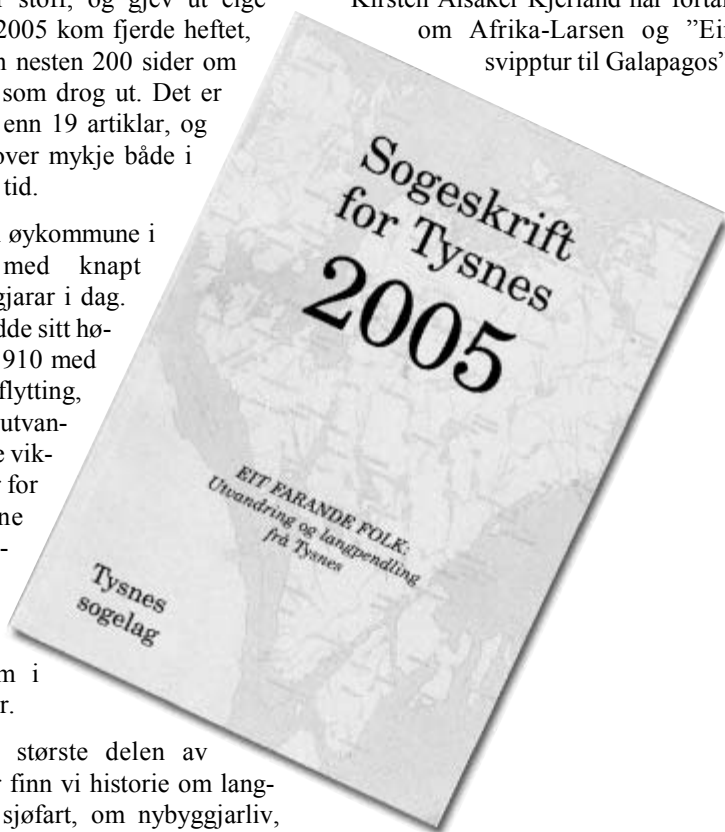 stoff, og gjev ut eige
2005 kom fjerde heftet,
nesten 200 sider om
som drog ut. Det er
enn 19 artiklar, og
over mykje både i
tid.
øykommune i
med knapt
gjarar i dag.
dde sitt hø-
910 med
flytting,
utvan-
e vik-
for
ne
-
m i
r.
største delen av
finn vi historie om lang-
sjøfart, om nybyggjarliv,
Kirsten Alsaker Kjerland har fortal
om Afrika-Larsen og ”Ein
svipptur til Galapagos”
Sogeskrift
for Tysnes
2005
EIT FARANDE FOLK:
Utvandring og langpendling
frå Tysnes
Tysnes
sogelag